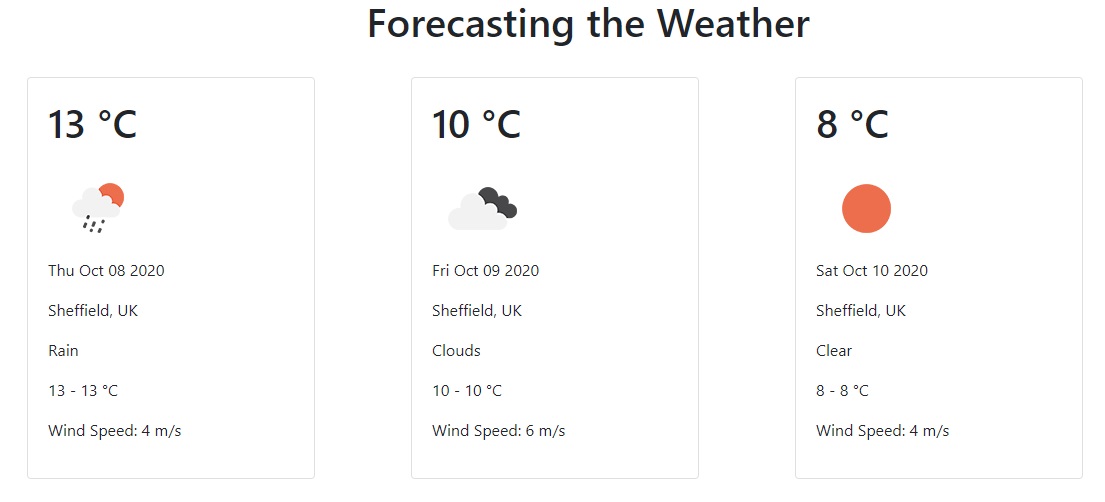 Forecasting the Weather
13 °C
Thu Oct 08 2020
Sheffield, UK
Rain
13 - 13 °C
Wind Speed: 4 m/s
10 °C
Fri Oct 09 2020
Sheffield, UK
Clouds
10 - 10 °C
Wind Speed: 6 m/s
8 °C
Sat Oct 10 2020
Sheffield, UK
Clear
8 - 8 °C
Wind Speed: 4 m/s